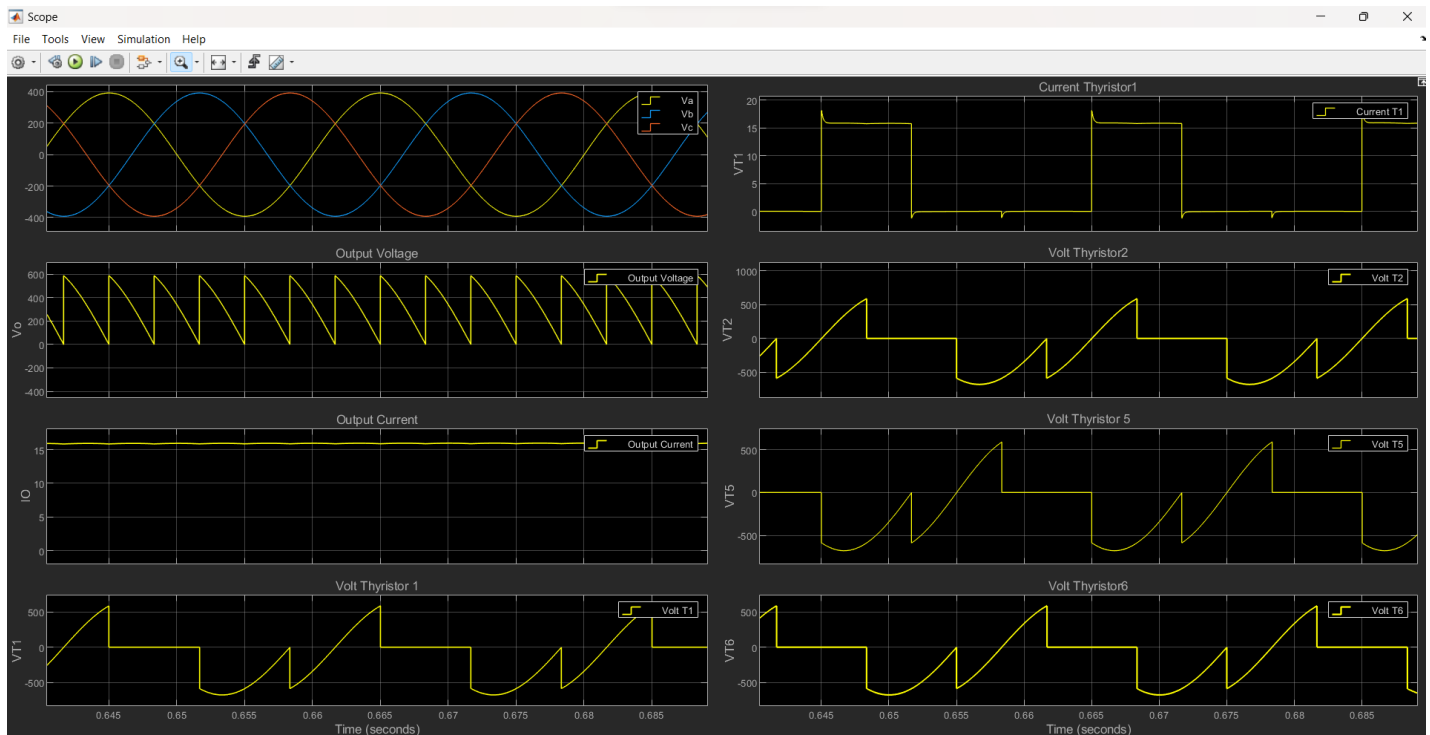 Scope
File Tools View Simulation Help
400
200
0
-200
-400
Va
Vb
Vc
Output Voltage
Vo
600
400
200
0
-200
-400
Output Voltage
Output Current
IO
15
10
5
0
Output Current
Volt Thyristor 1
VT1
500
0
-500
Volt T1
0.645 0.65 0.655 0.66 0.665 0.67 0.675 0.68 0.685
Time (seconds)
Current Thyristor1
VT1
20
15
10
5
0
Current T1
Volt Thyristor2
VT2
1000
500
0
-500
Volt T2
Volt Thyristor 5
VT5
500
0
-500
Volt T5
Volt Thyristor6
VT6
500
0
-500
Volt T6
0.645 0.65 0.655 0.66 0.665 0.67 0.675 0.68 0.685
Time (seconds)